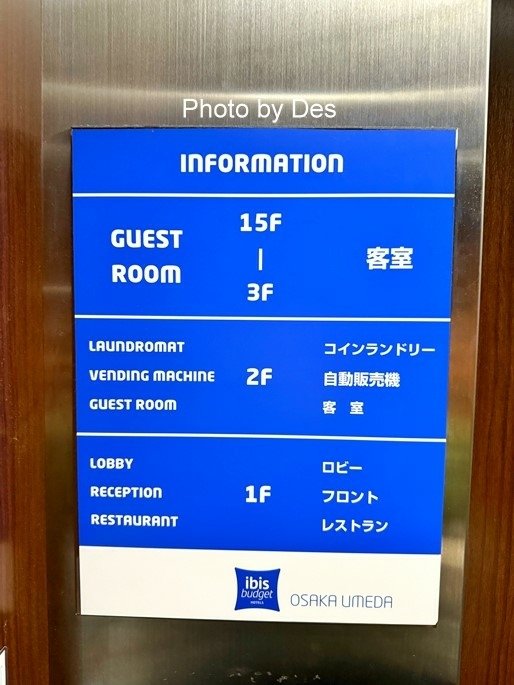 Photo by Des
INFORMATION
GUEST ROOM
15F
|
3F
客室
LAUNDROMAT
VENDING MACHINE
GUEST ROOM
2F
コインランドリー
自動販売機
客 室
LOBBY
RECEPTION
RESTAURANT
1F
ロビー
フロント
レストラン
ibis
budget
HOTELS
OSAKA UMEDA